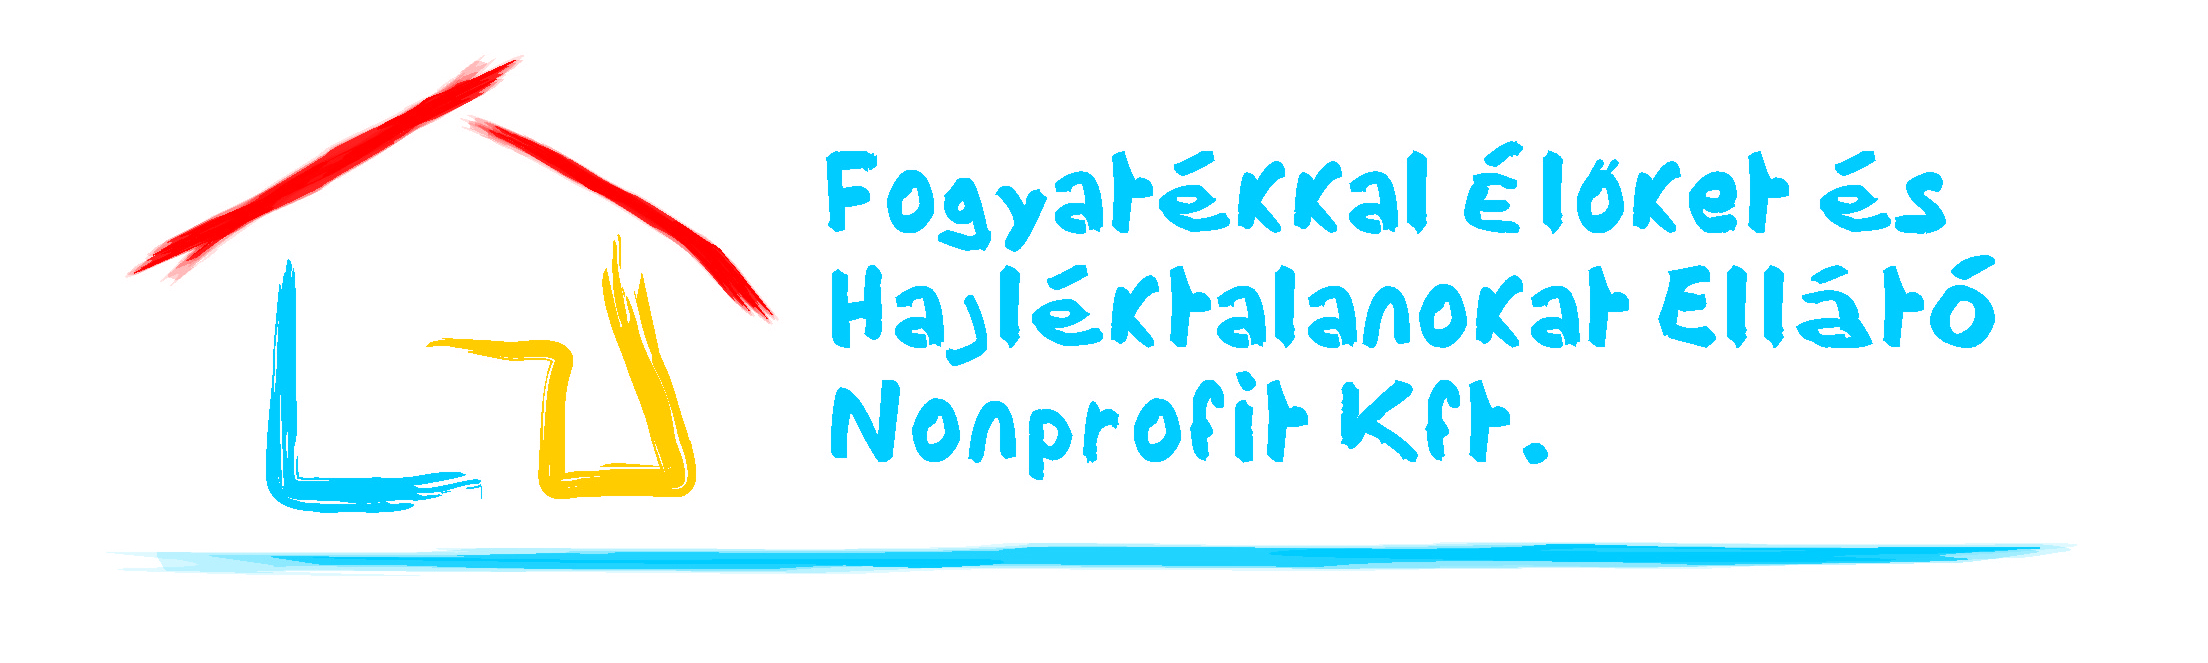 Fogyatékkal Élőket és
Hajléktalanokat Ellátó
Nonprofit Kft.